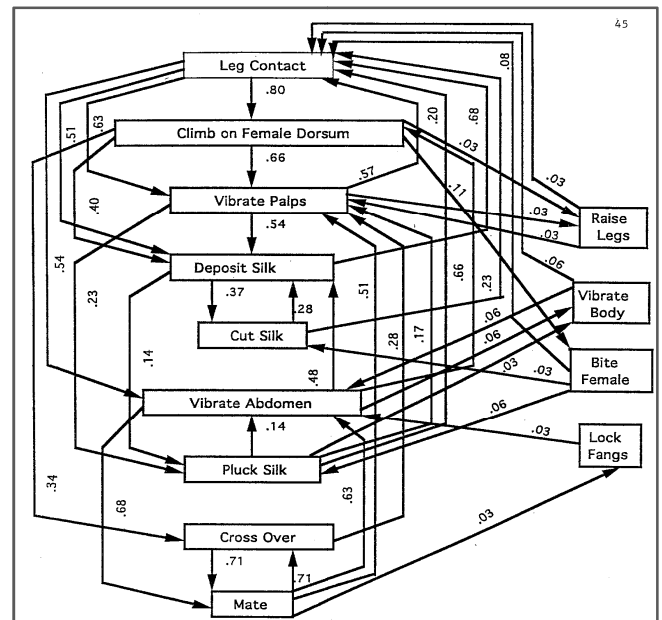 45
Leg Contact
.80
.08
.51
.63
.20
.68
Climb on Female Dorsum
.03
.66
.57
.11
.03
.40
Vibrate Palps
.03
Raise
Legs
.54
.03
.54
.23
Deposit Silk
.66
.23
.06
.37
.28
.51
Vibrate
Body
Cut Silk
.06
.28
.17
.06
.14
.03
Bite
Female
.48
.03
Vibrate Abdomen
.06
.14
.03
Lock
Fangs
Pluck Silk
.34
.68
.63
Cross Over
.03
.71
.71
Mate